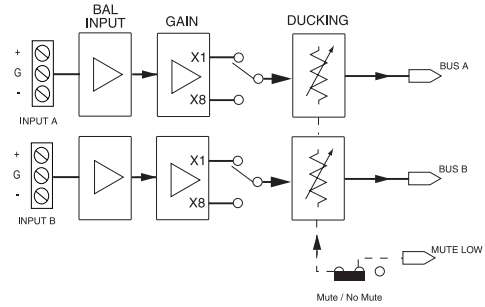 BAL
INPUT
GAIN
DUCKING
+
G
-
INPUT A
X1
X8
BUS A
+
G
-
INPUT B
X1
X8
BUS B
MUTE LOW
Mute / No Mute